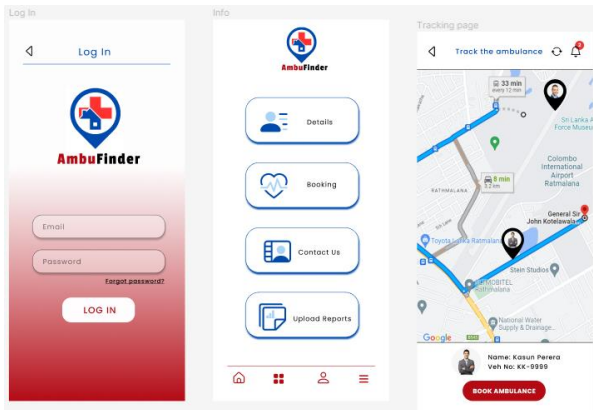 Log In
Log In
AmbuFinder
Email
Password
Forgot password?
LOG IN
Info
AmbuFinder
Details
Booking
Contact Us
Upload Reports
Tracking page
Track the ambulance
33 min
every 12 min
Sri Lanka A
Force Museu
Colombo
International
Airport
Ratmalana
RATHMALANA
8 min
3.2 km
General Sir
John Kotelawala
Toyota Lanka Ratmalana
Stein Studios
MOBITEL
Rathmalana
National Water
Supply & Drainage...
Google
Name: Kasun Perera
Veh No: KK-9999
BOOK AMBULANCE